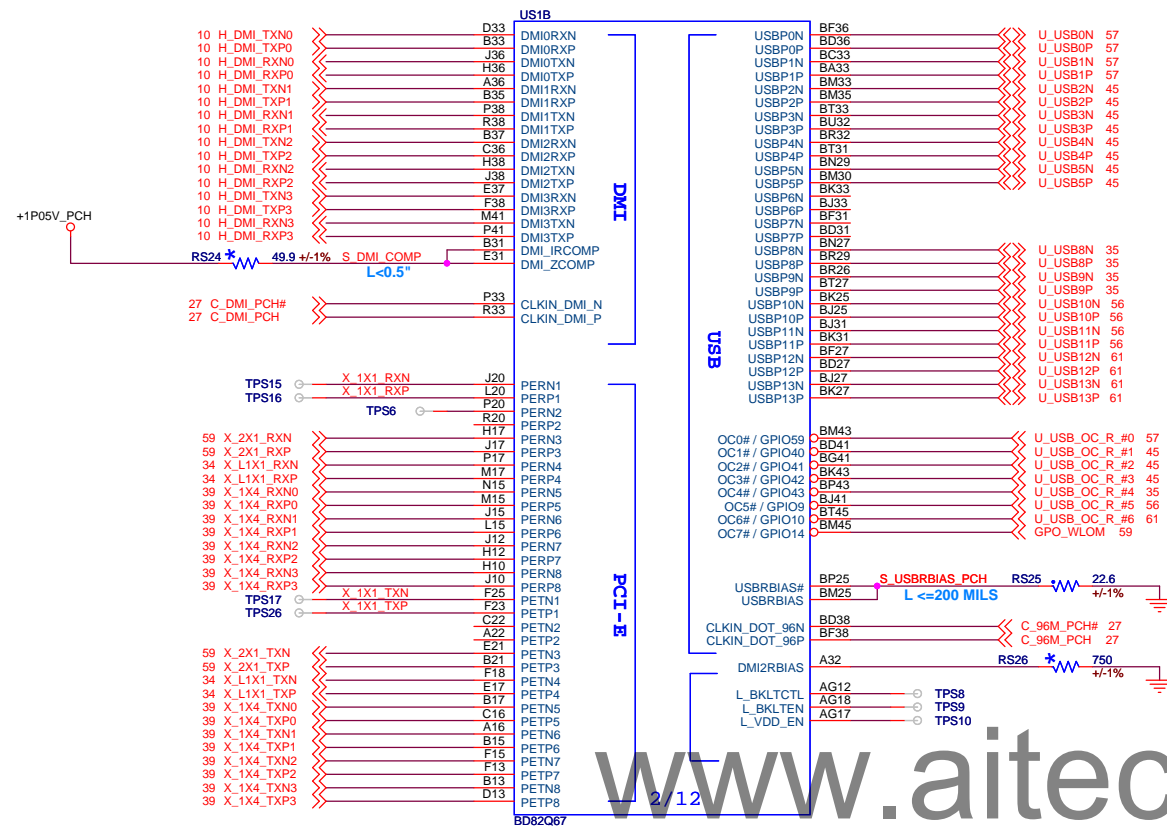 US1B
10 H_DMI_TXN0 D33 DMI0RXN
10 H_DMI_TXP0 B33 DMI0RXP
10 H_DMI_RXN0 J36 DMI0TXN
10 H_DMI_RXP0 H36 DMI0TXP
10 H_DMI_TXN1 A36 DMI1RXN
10 H_DMI_TXP1 B35 DMI1RXP
10 H_DMI_RXN1 P38 DMI1TXN
10 H_DMI_RXP1 R38 DMI1TXP
10 H_DMI_TXN2 B37 DMI2RXN
10 H_DMI_TXP2 C36 DMI2RXP
10 H_DMI_RXN2 H38 DMI2TXN
10 H_DMI_RXP2 J38 DMI2TXP
10 H_DMI_TXN3 E37 DMI3RXN
10 H_DMI_TXP3 F38 DMI3RXP
10 H_DMI_RXN3 M41 DMI3TXN
10 H_DMI_RXP3 P41 DMI3TXP
+1P05V_PCH
B31 DMI_IRCOMP
RS24 * 49.9 +/-1% S_DMI_COMP E31 DMI_ZCOMP
L<0.5"
27 C_DMI_PCH# P33 CLKIN_DMI_N
27 C_DMI_PCH R33 CLKIN_DMI_P
DMI
TPS15 X_1X1_RXN J20 PERN1
TPS16 X_1X1_RXP L20 PERP1
TPS6 P20 PERN2
R20 PERP2
59 X_2X1_RXN H17 PERN3
59 X_2X1_RXP J17 PERP3
34 X_L1X1_RXN P17 PERN4
34 X_L1X1_RXP M17 PERP4
39 X_1X4_RXN0 N15 PERN5
39 X_1X4_RXP0 M15 PERP5
39 X_1X4_RXN1 J15 PERN6
39 X_1X4_RXP1 L15 PERP6
39 X_1X4_RXN2 J12 PERN7
39 X_1X4_RXP2 H12 PERP7
39 X_1X4_RXN3 H10 PERN8
39 X_1X4_RXP3 J10 PERP8
TPS17 X_1X1_TXN F25 PETN1
TPS26 X_1X1_TXP F23 PETP1
C22 PETN2
A22 PETP2
59 X_2X1_TXN E21 PETN3
59 X_2X1_TXP B21 PETP3
34 X_L1X1_TXN F18 PETN4
34 X_L1X1_TXP E17 PETP4
39 X_1X4_TXN0 B17 PETN5
39 X_1X4_TXP0 C16 PETP5
39 X_1X4_TXN1 A16 PETN6
39 X_1X4_TXP1 B15 PETP6
39 X_1X4_TXN2 F15 PETN7
39 X_1X4_TXP2 F13 PETP7
39 X_1X4_TXN3 B13 PETN8
39 X_1X4_TXP3 D13 PETP8
PCI-E
USBP0N BF36 U_USB0N 57
USBP0P BD36 U_USB0P 57
USBP1N BC33 U_USB1N 57
USBP1P BA33 U_USB1P 57
USBP2N BM33 U_USB2N 45
USBP2P BM35 U_USB2P 45
USBP3N BT33 U_USB3N 45
USBP3P BU32 U_USB3P 45
USBP4N BR32 U_USB4N 45
USBP4P BT31 U_USB4P 45
USBP5N BN29 U_USB5N 45
USBP5P BM30 U_USB5P 45
USBP6N BK33
USBP6P BJ33
USBP7N BF31
USBP7P BD31
USBP8N BN27 U_USB8N 35
USBP8P BR29 U_USB8P 35
USBP9N BR26 U_USB9N 35
USBP9P BT27 U_USB9P 35
USBP10N BK25 U_USB10N 56
USBP10P BJ25 U_USB10P 56
USBP11N BJ31 U_USB11N 56
USBP11P BK31 U_USB11P 56
USBP12N BF27 U_USB12N 61
USBP12P BD27 U_USB12P 61
USBP13N BJ27 U_USB13N 61
USBP13P BK27 U_USB13P 61
USB
OC0# / GPIO59 BM43 U_USB_OC_R_#0 57
OC1# / GPIO40 BD41 U_USB_OC_R_#1 45
OC2# / GPIO41 BG41 U_USB_OC_R_#2 45
OC3# / GPIO42 BK43 U_USB_OC_R_#3 45
OC4# / GPIO43 BP43 U_USB_OC_R_#4 35
OC5# / GPIO9 BJ41 U_USB_OC_R_#5 56
OC6# / GPIO10 BT45 U_USB_OC_R_#6 61
OC7# / GPIO14 BM45 GPO_WLOM 59
USBRBIAS# BP25 S_USBRBIAS_PCH RS25 22.6
USBRBIAS BM25 L <=200 MILS +/-1%
CLKIN_DOT_96N BD38 C_96M_PCH# 27
CLKIN_DOT_96P BF38 C_96M_PCH 27
DMI2RBIAS A32 RS26 * 750
+/-1%
L_BKLTCTL AG12 TPS8
L_BKLTEN AG18 TPS9
L_VDD_EN AG17 TPS10
2/12
BD82Q67
www.aitec